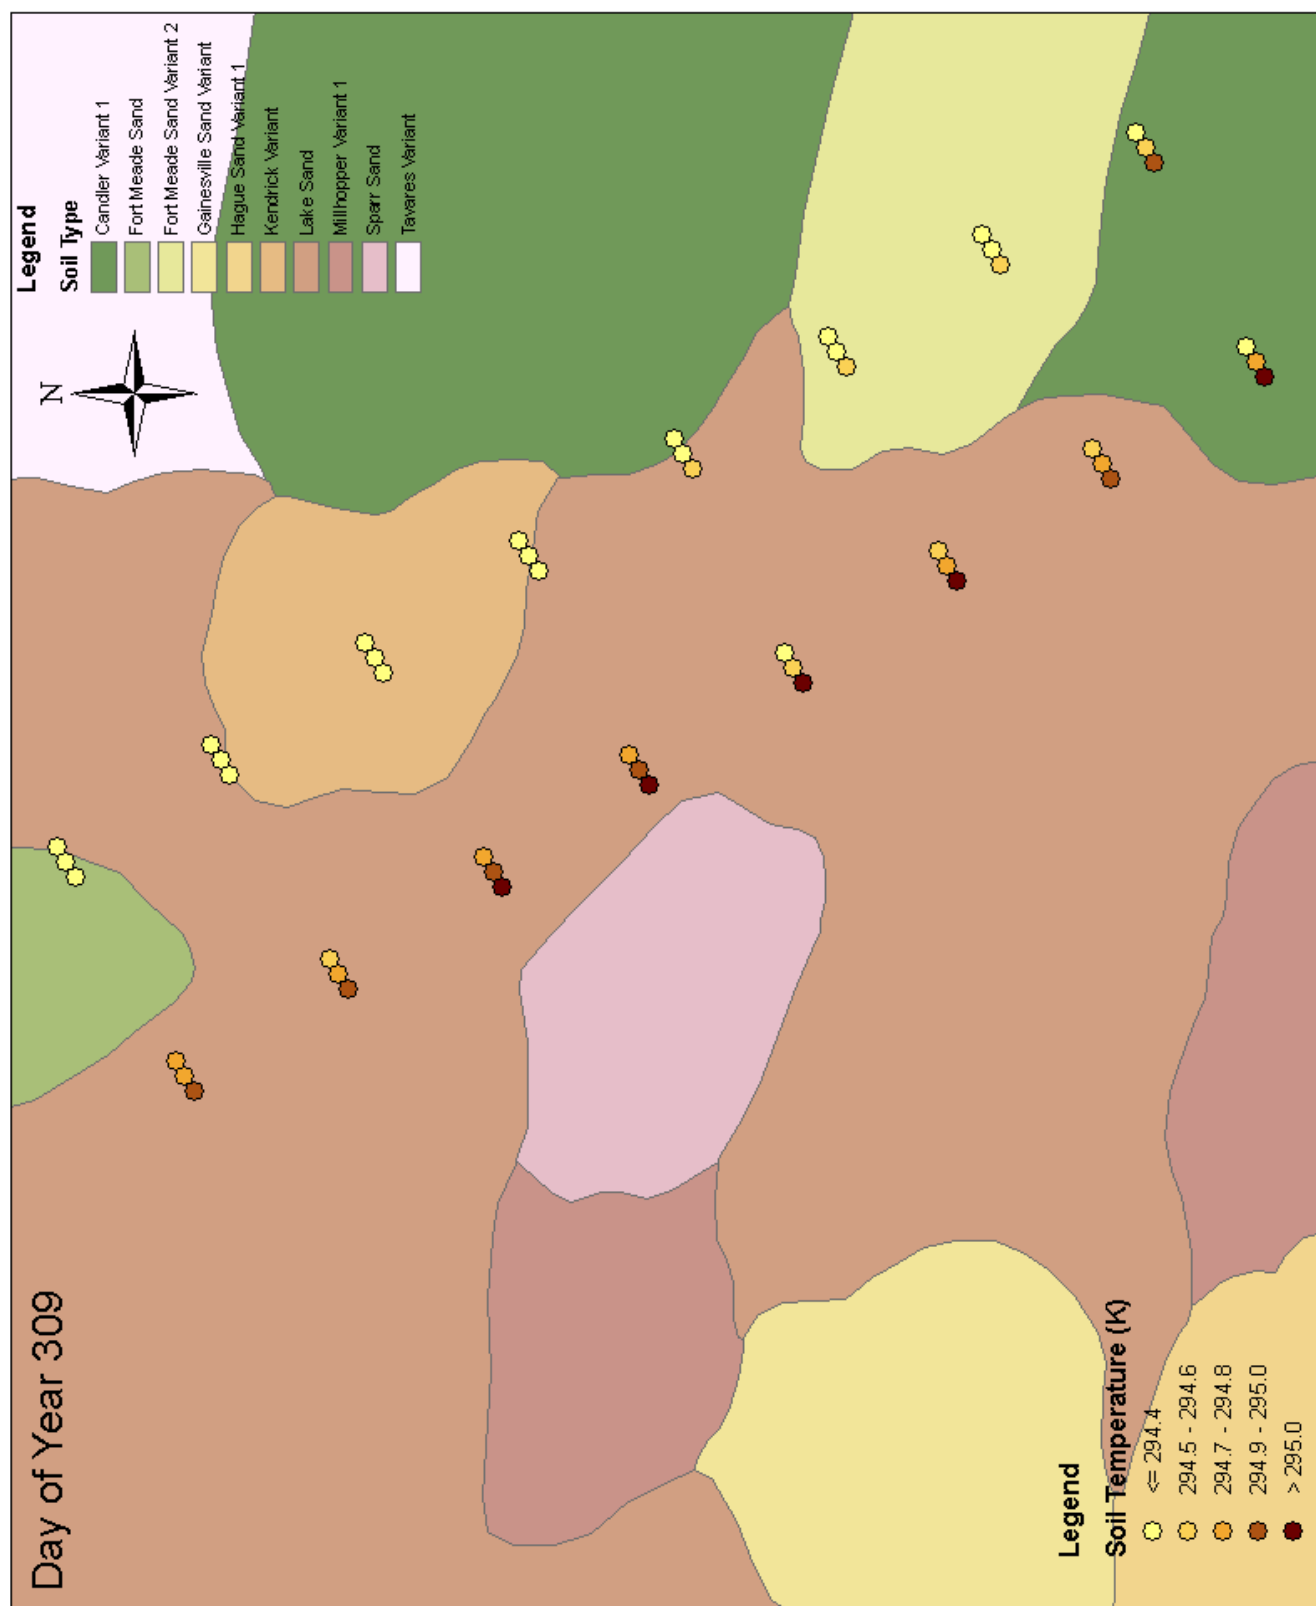 Day of Year 309
N
Legend
Soil Type
Candler Variant 1
Fort Meade Sand
Fort Meade Sand Variant 2
Gainesville Sand Variant
Hague Sand Variant 1
Kendrick Variant
Lake Sand
Millhopper Variant 1
Sparr Sand
Tavares Variant
Legend
Soil Temperature (K)
<= 294.4
294.5 - 294.6
294.7 - 294.8
294.9 - 295.0
> 295.0